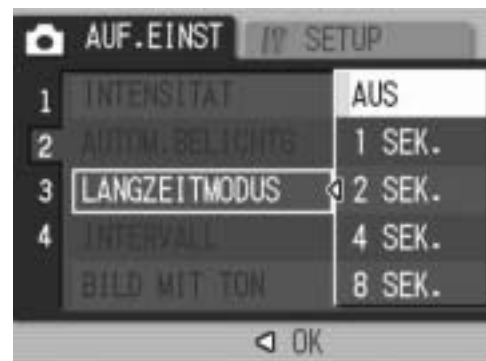 AUF.EINST SETUP
1 INTENSITAT AUS
2 AUTOM.BELICHTG 1 SEK.
3 LANGZEITMODUS 2 SEK.
4 INTERVALL 4 SEK.
BILD MIT TON 8 SEK.
OK